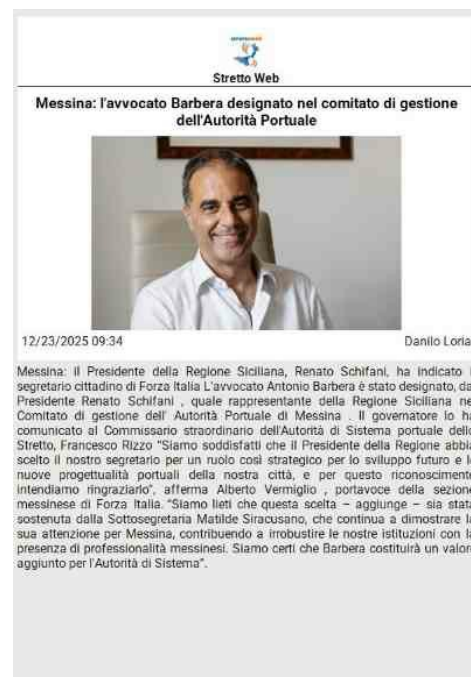 Stretto Web
Messina: l'avvocato Barbera designato nel comitato di gestione
dell'Autorità Portuale
12/23/2025 09:34
Danilo Loria
Messina: il Presidente della Regione Siciliana, Renato Schifani, ha indicato
segretario cittadino di Forza Italia L'avvocato Antonio Barbera è stato designato, da
Presidente Renato Schifani , quale rappresentante della Regione Siciliana ne
Comitato di gestione dell' Autorità Portuale di Messina . Il governatore lo ha
comunicato al Commissario straordinario dell'Autorità di Sistema portuale dello
Stretto, Francesco Rizzo "Siamo soddisfatti che il Presidente della Regione abbia
scelto il nostro segretario per un ruolo così strategico per lo sviluppo futuro e l
nuove progettualità portuali della nostra città, e per questo riconoscimento
intendiamo ringraziarlo", afferma Alberto Vermiglio , portavoce della sezione
messinese di Forza Italia. "Siamo lieti che questa scelta – aggiunge – sia stata
sostenuta dalla Sottosegretaria Matilde Siracusano, che continua a dimostrare la
sua attenzione per Messina, contribuendo a irrobustire le nostre istituzioni con la
presenza di professionalità messinesi. Siamo certi che Barbera costituirà un valore
aggiunto per l'Autorità di Sistema".